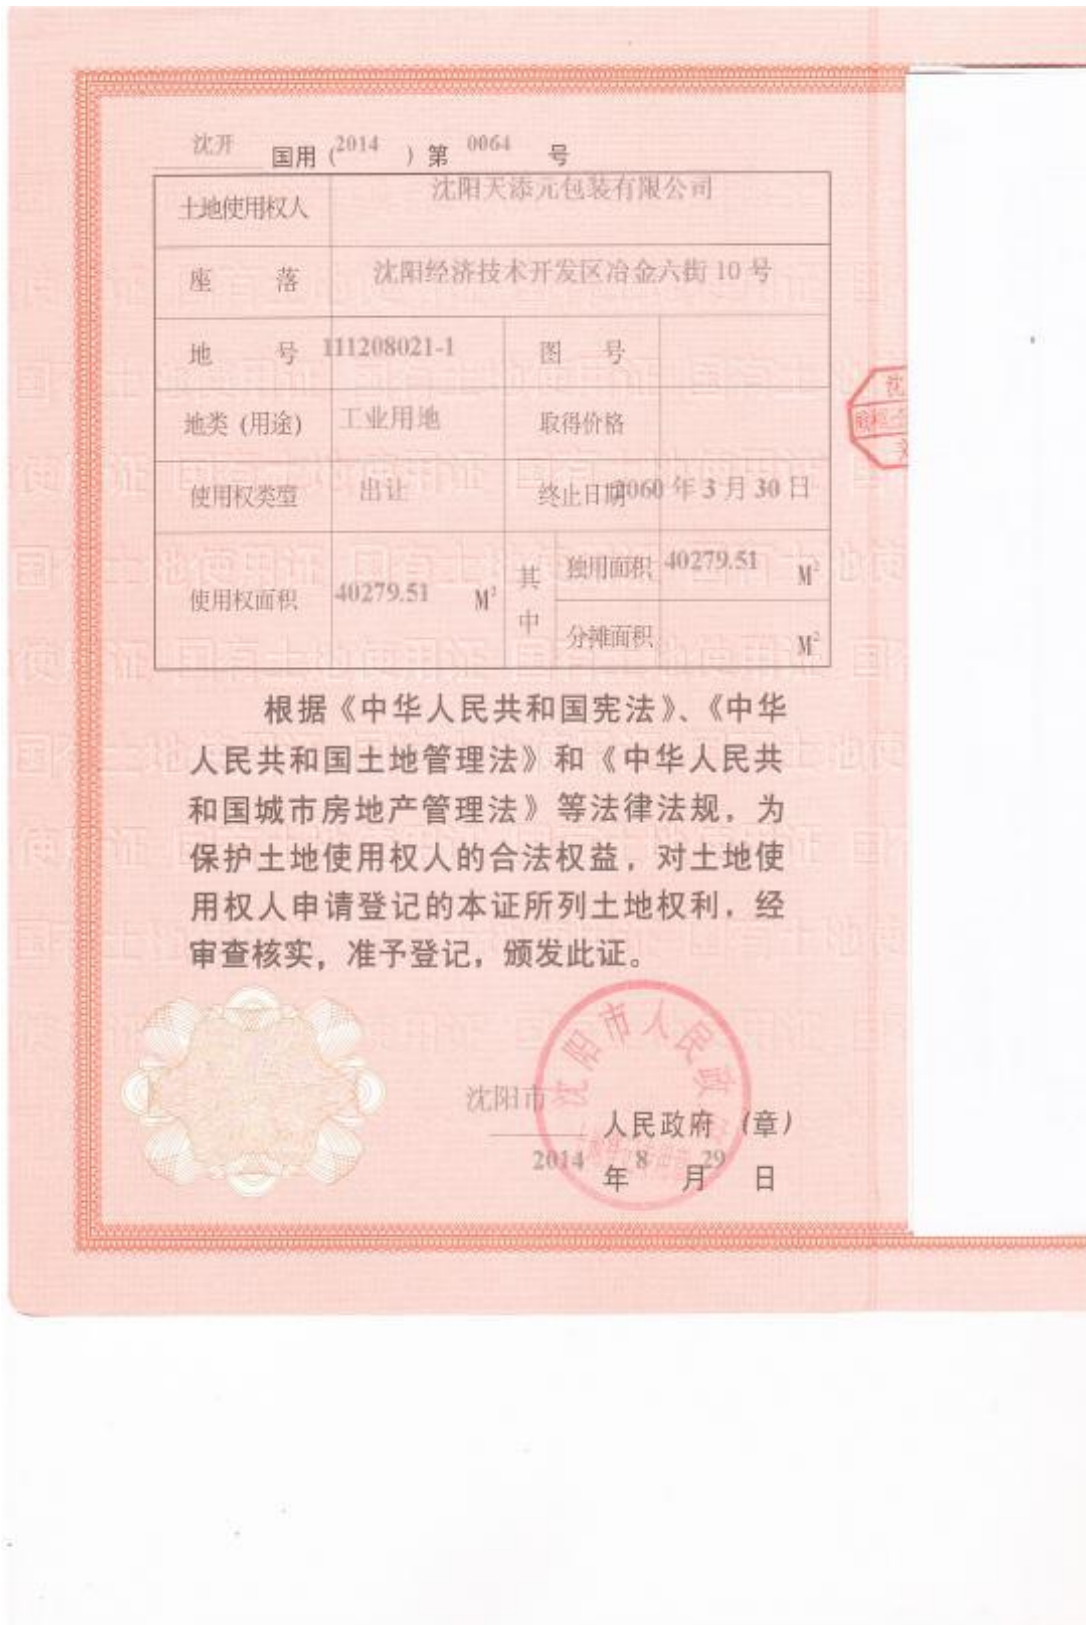 沈开 国用(2014)第 0064 号
土地使用权人 沈阳天添元包装有限公司
座 落 沈阳经济技术开发区冶金六街 10 号
地 号 111208021-1 图 号
地类 (用途) 工业用地 取得价格
使用权类型 出让 终止日期 2060 年 3 月 30 日
使用权面积 40279.51 M² 其中 独用面积 40279.51 M²
分摊面积 M²
根据《中华人民共和国宪法》、《中华
人民共和国土地管理法》和《中华人民共
和国城市房地产管理法》等法律法规，为
保护土地使用权人的合法权益，对土地使
用权人申请登记的本证所列土地权利，经
审查核实，准予登记，颁发此证。
沈阳市人民政
沈阳市 人民政府 (章)
2014 年 8 月 29 日